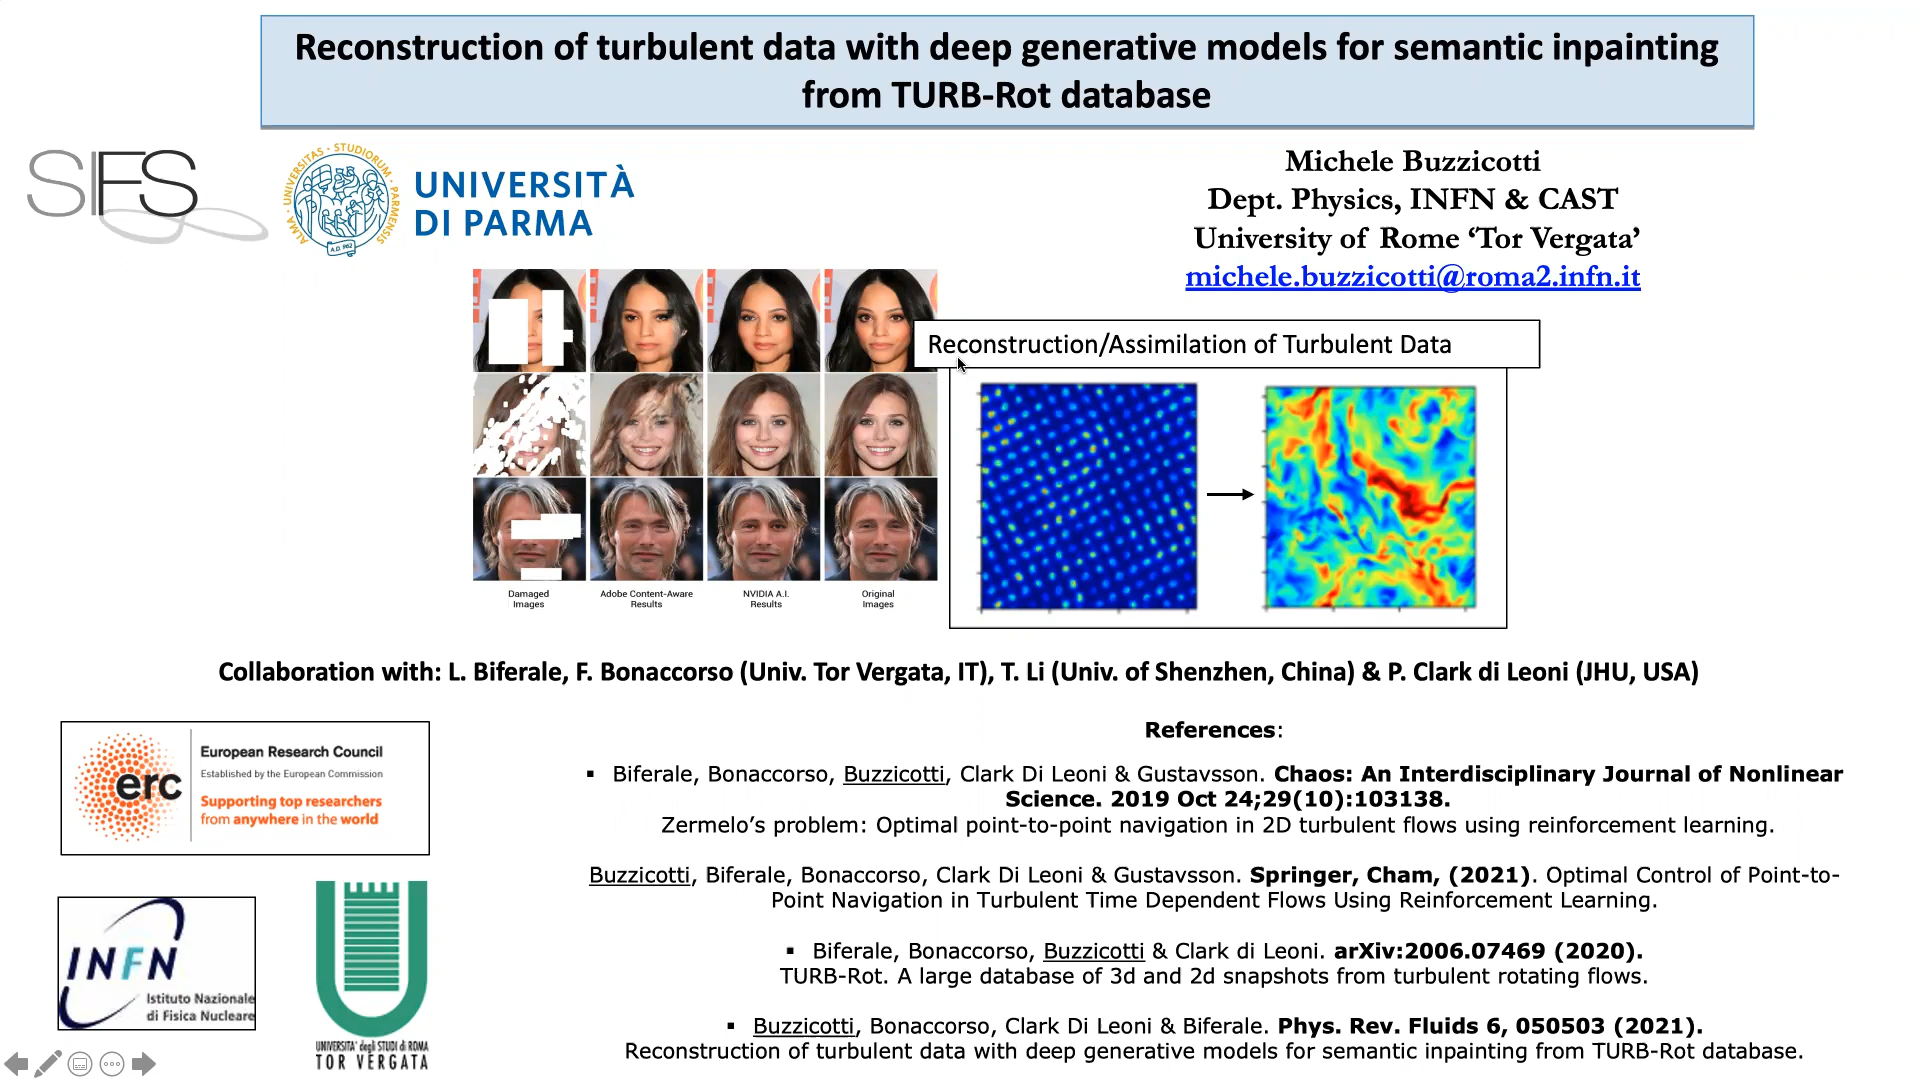 Reconstruction of turbulent data with deep generative models for semantic inpainting
from TURB-Rot database
SIFS
ALMA · UNIVERSITAS · STUDIORUM · PARMENSIS
A.D. 962
UNIVERSITÀ
DI PARMA
Michele Buzzicotti
Dept. Physics, INFN & CAST
University of Rome ‘Tor Vergata’
michele.buzzicotti@roma2.infn.it
Reconstruction/Assimilation of Turbulent Data
Damaged
Images
Adobe Content-Aware
Results
NVIDIA A.I.
Results
Original
Images
Collaboration with: L. Biferale, F. Bonaccorso (Univ. Tor Vergata, IT), T. Li (Univ. of Shenzhen, China) & P. Clark di Leoni (JHU, USA)
erc
European Research Council
Established by the European Commission
Supporting top researchers
from anywhere in the world
INFN
Istituto Nazionale
di Fisica Nucleare
UNIVERSITA' degli STUDI di ROMA
TOR VERGATA
References:
▪ Biferale, Bonaccorso, Buzzicotti, Clark Di Leoni & Gustavsson. Chaos: An Interdisciplinary Journal of Nonlinear
Science. 2019 Oct 24;29(10):103138.
Zermelo’s problem: Optimal point-to-point navigation in 2D turbulent flows using reinforcement learning.
Buzzicotti, Biferale, Bonaccorso, Clark Di Leoni & Gustavsson. Springer, Cham, (2021). Optimal Control of Point-to-
Point Navigation in Turbulent Time Dependent Flows Using Reinforcement Learning.
▪ Biferale, Bonaccorso, Buzzicotti & Clark di Leoni. arXiv:2006.07469 (2020).
TURB-Rot. A large database of 3d and 2d snapshots from turbulent rotating flows.
▪ Buzzicotti, Bonaccorso, Clark Di Leoni & Biferale. Phys. Rev. Fluids 6, 050503 (2021).
Reconstruction of turbulent data with deep generative models for semantic inpainting from TURB-Rot database.